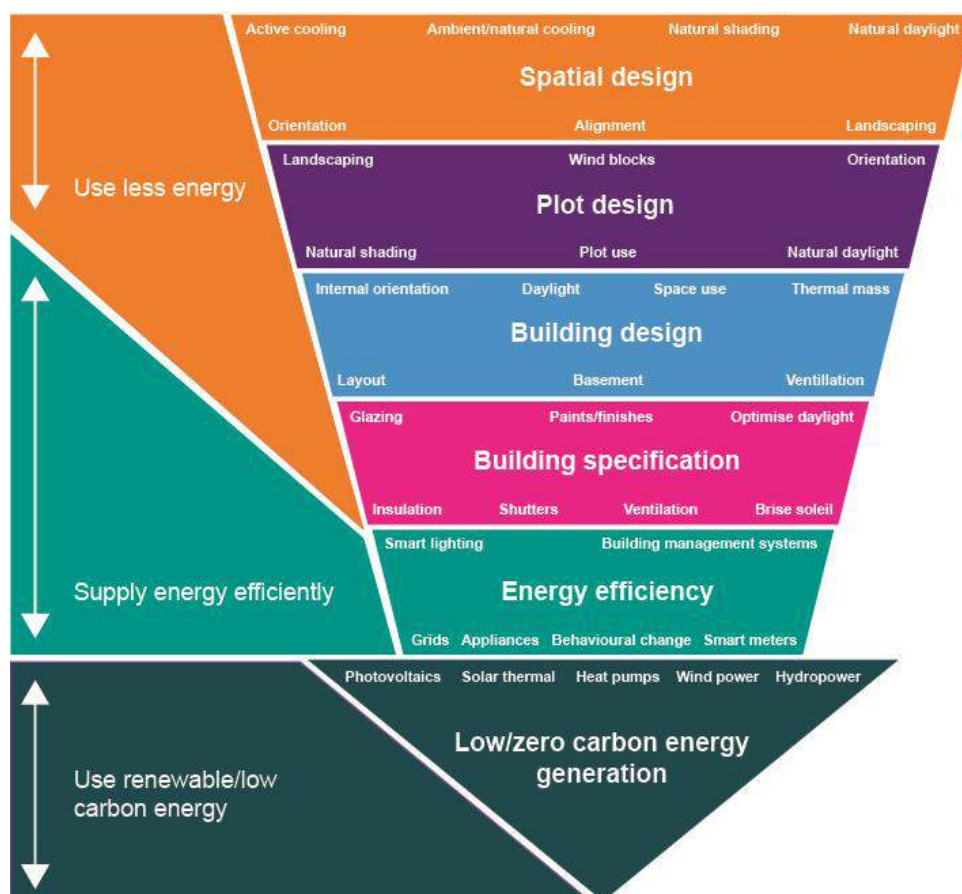 Active cooling Ambient/natural cooling Natural shading Natural daylight
Spatial design
Orientation Alignment Landscaping
Use less energy
Landscaping Wind blocks Orientation
Plot design
Natural shading Plot use Natural daylight
Internal orientation Daylight Space use Thermal mass
Building design
Layout Basement Ventillation
Glazing Paints/finishes Optimise daylight
Building specification
Insulation Shutters Ventilation Brise soleil
Supply energy efficiently
Smart lighting Building management systems
Energy efficiency
Grids Appliances Behavioural change Smart meters
Use renewable/low
carbon energy
Photovoltaics Solar thermal Heat pumps Wind power Hydropower
Low/zero carbon energy
generation